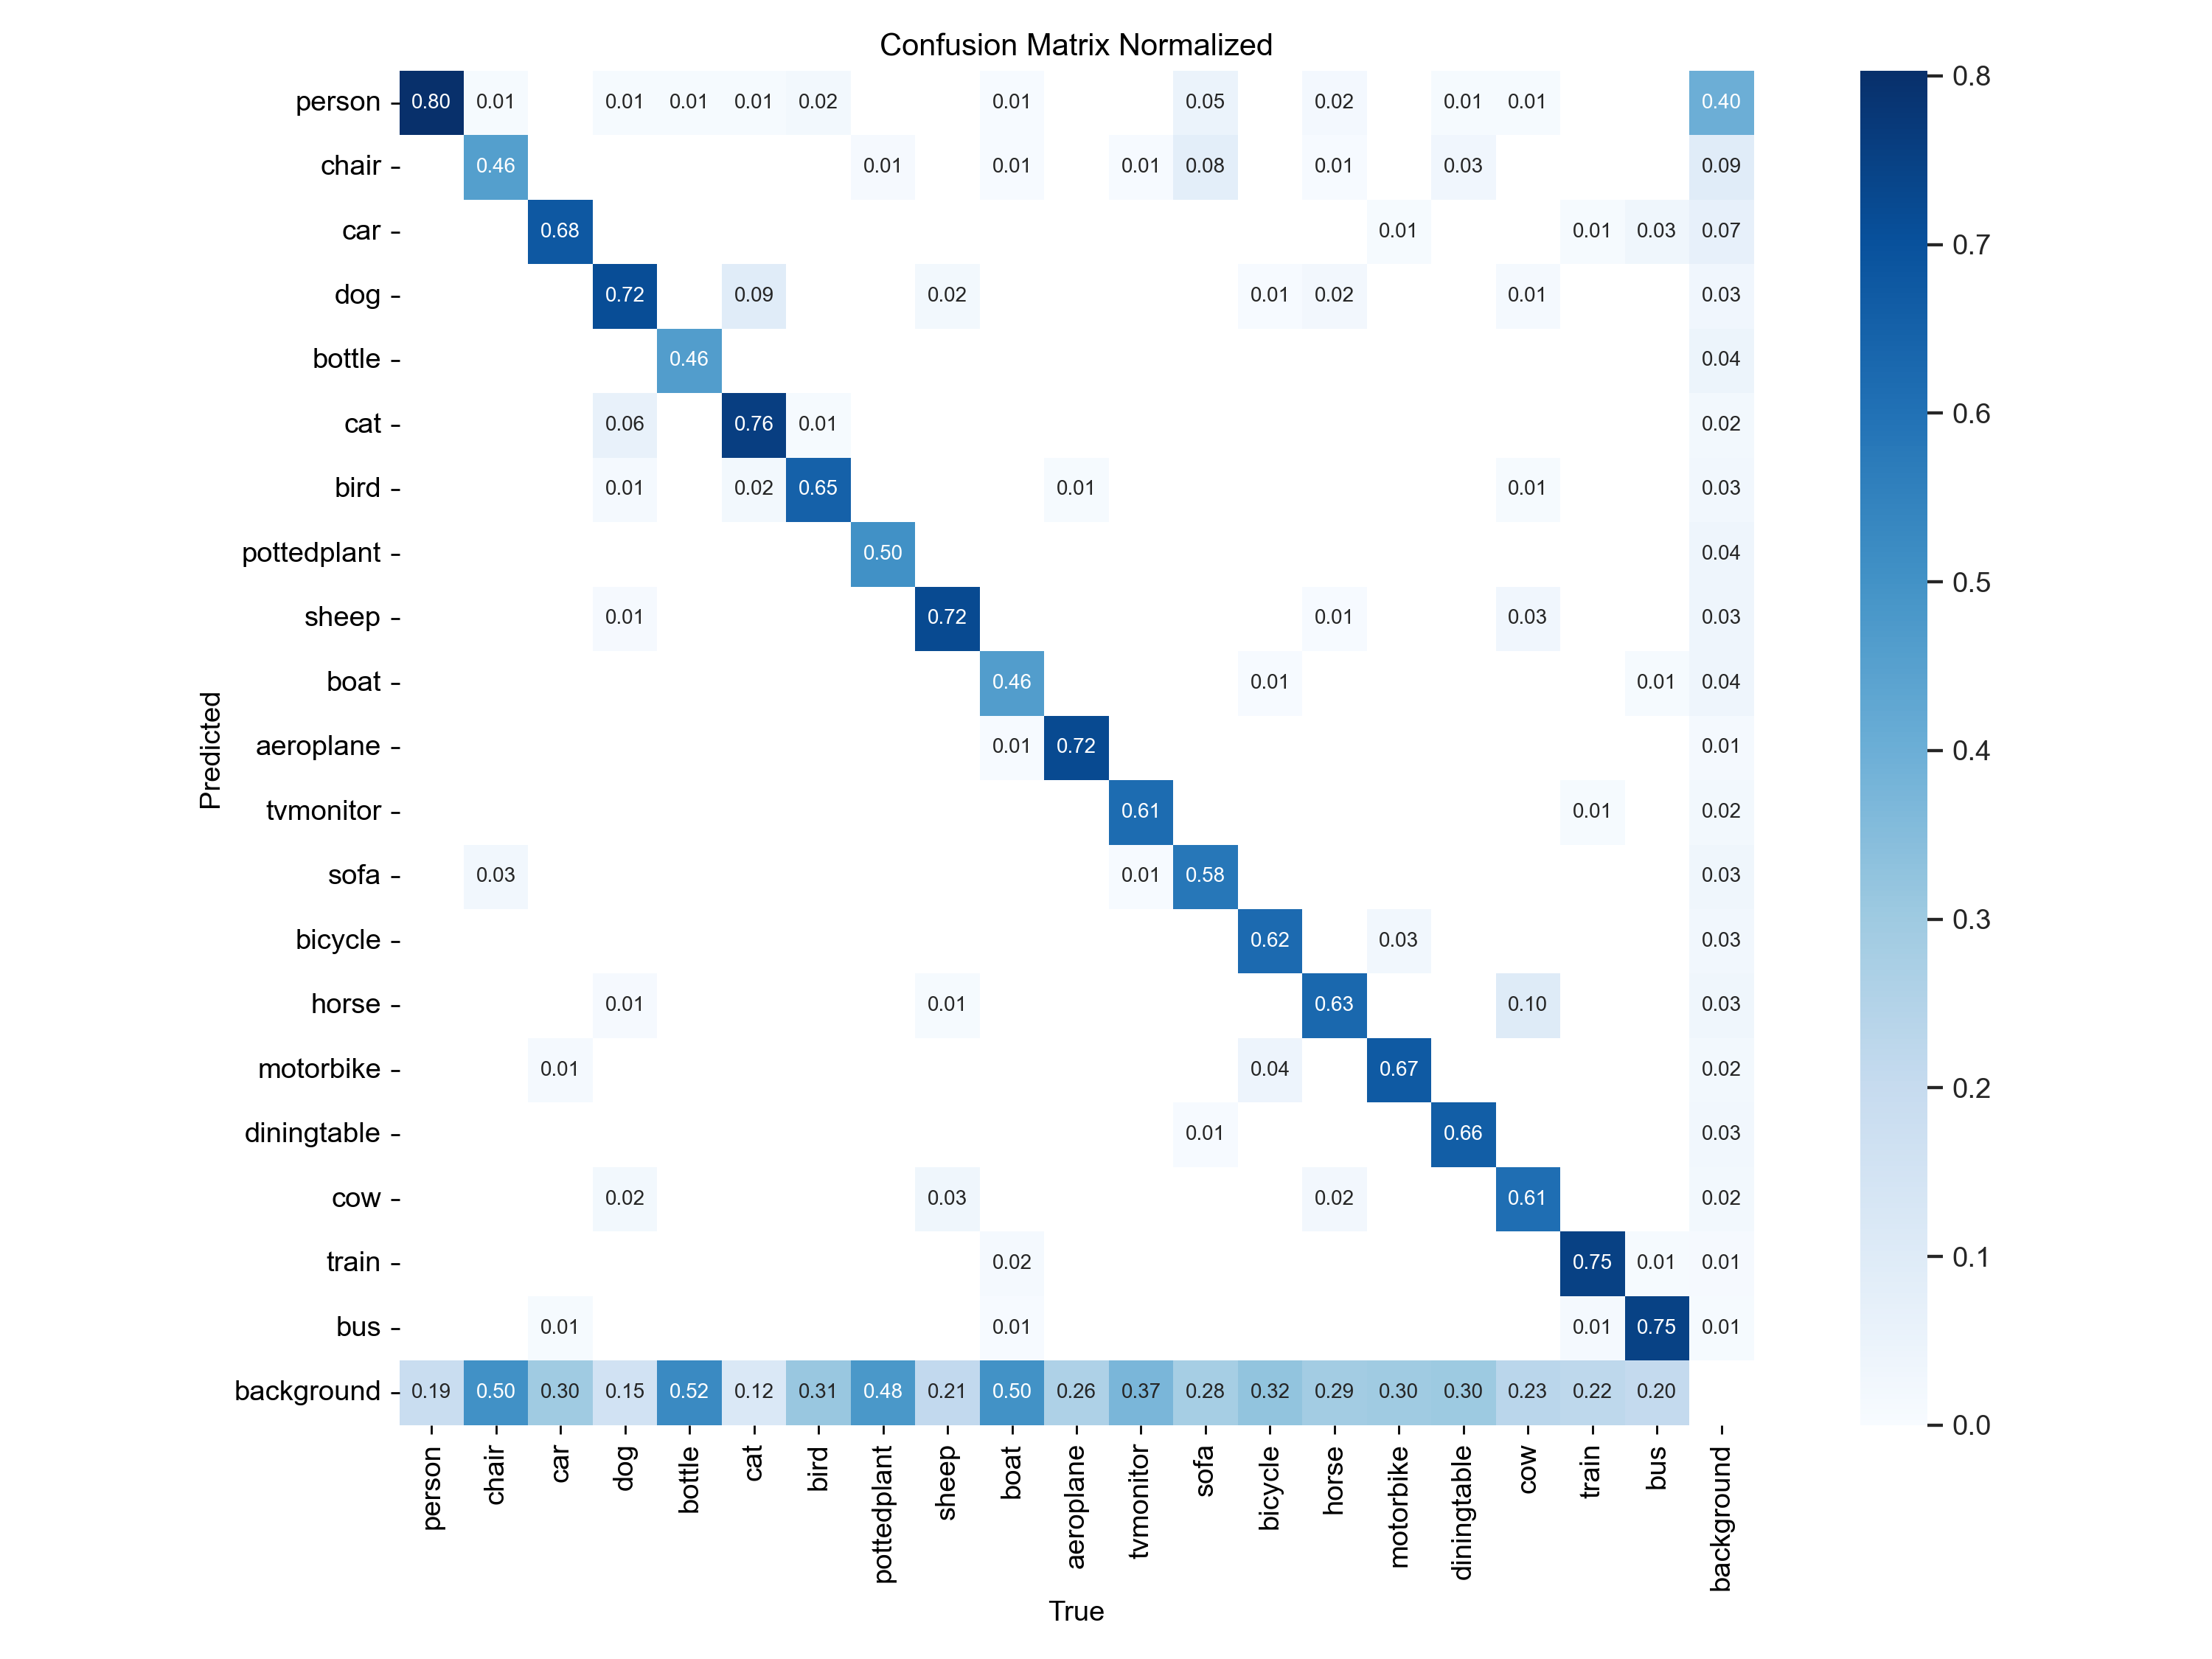 Confusion Matrix Normalized
person 0.80 0.01 0.01 0.01 0.01 0.02 0.01 0.05 0.02 0.01 0.01 0.40
chair 0.46 0.01 0.01 0.01 0.08 0.01 0.03 0.09
car 0.68 0.01 0.01 0.03 0.07
dog 0.72 0.09 0.02 0.01 0.02 0.01 0.03
bottle 0.46 0.04
cat 0.06 0.76 0.01 0.02
bird 0.01 0.02 0.65 0.01 0.01 0.03
pottedplant 0.50 0.04
sheep 0.01 0.72 0.01 0.03 0.03
boat 0.46 0.01 0.01 0.04
aeroplane 0.01 0.72 0.01
tvmonitor 0.61 0.01 0.02
sofa 0.03 0.01 0.58 0.03
bicycle 0.62 0.03 0.03
horse 0.01 0.01 0.63 0.10 0.03
motorbike 0.01 0.04 0.67 0.02
diningtable 0.01 0.66 0.03
cow 0.02 0.03 0.02 0.61 0.02
train 0.02 0.75 0.01 0.01
bus 0.01 0.01 0.01 0.75 0.01
background 0.19 0.50 0.30 0.15 0.52 0.12 0.31 0.48 0.21 0.50 0.26 0.37 0.28 0.32 0.29 0.30 0.30 0.23 0.22 0.20
person chair car dog bottle cat bird pottedplant sheep boat aeroplane tvmonitor sofa bicycle horse motorbike diningtable cow train bus background
True
Predicted
0.8
0.7
0.6
0.5
0.4
0.3
0.2
0.1
0.0